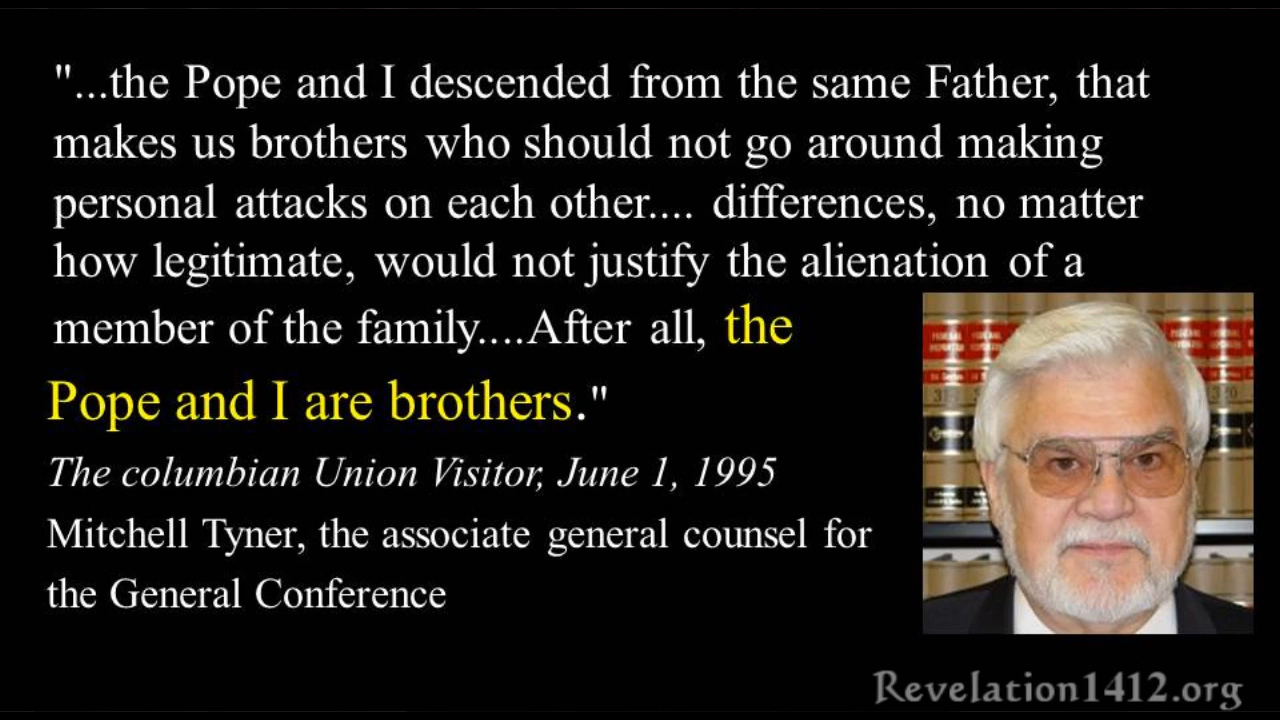 "...the Pope and I descended from the same Father, that
makes us brothers who should not go around making
personal attacks on each other.... differences, no matter
how legitimate, would not justify the alienation of a
member of the family....After all, the
Pope and I are brothers."
The columbian Union Visitor, June 1, 1995
Mitchell Tyner, the associate general counsel for
the General Conference
Revelation1412.org